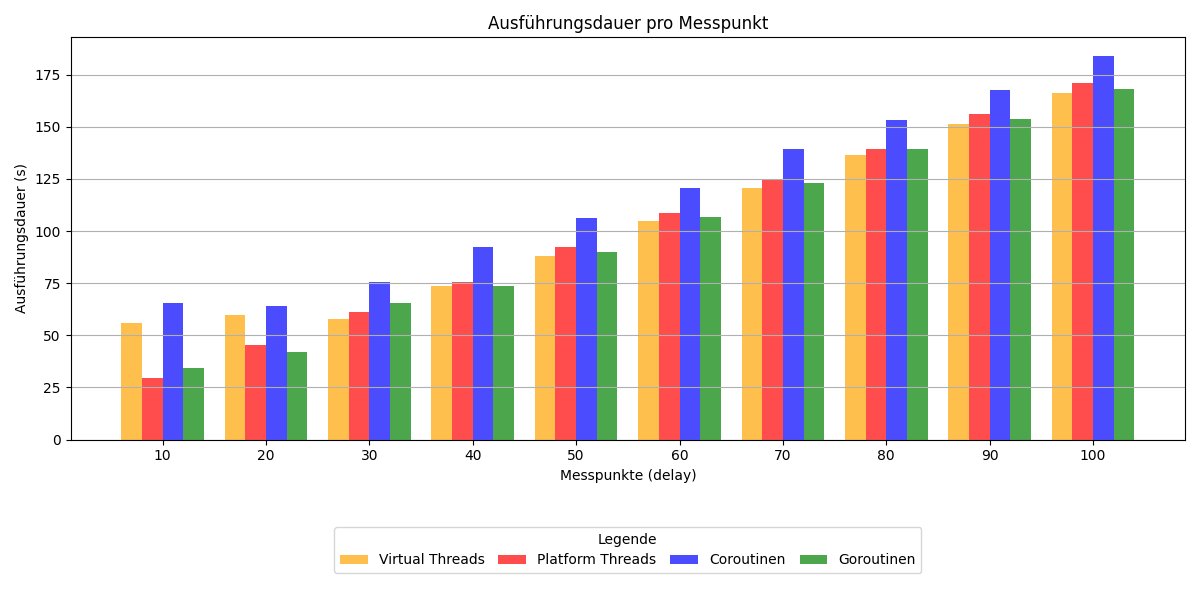 Ausführungsdauer pro Messpunkt
Ausführungsdauer (s)
175
150
125
100
75
50
25
0
10 20 30 40 50 60 70 80 90 100
Messpunkte (delay)
Legende
Virtual Threads Platform Threads Coroutinen Goroutinen